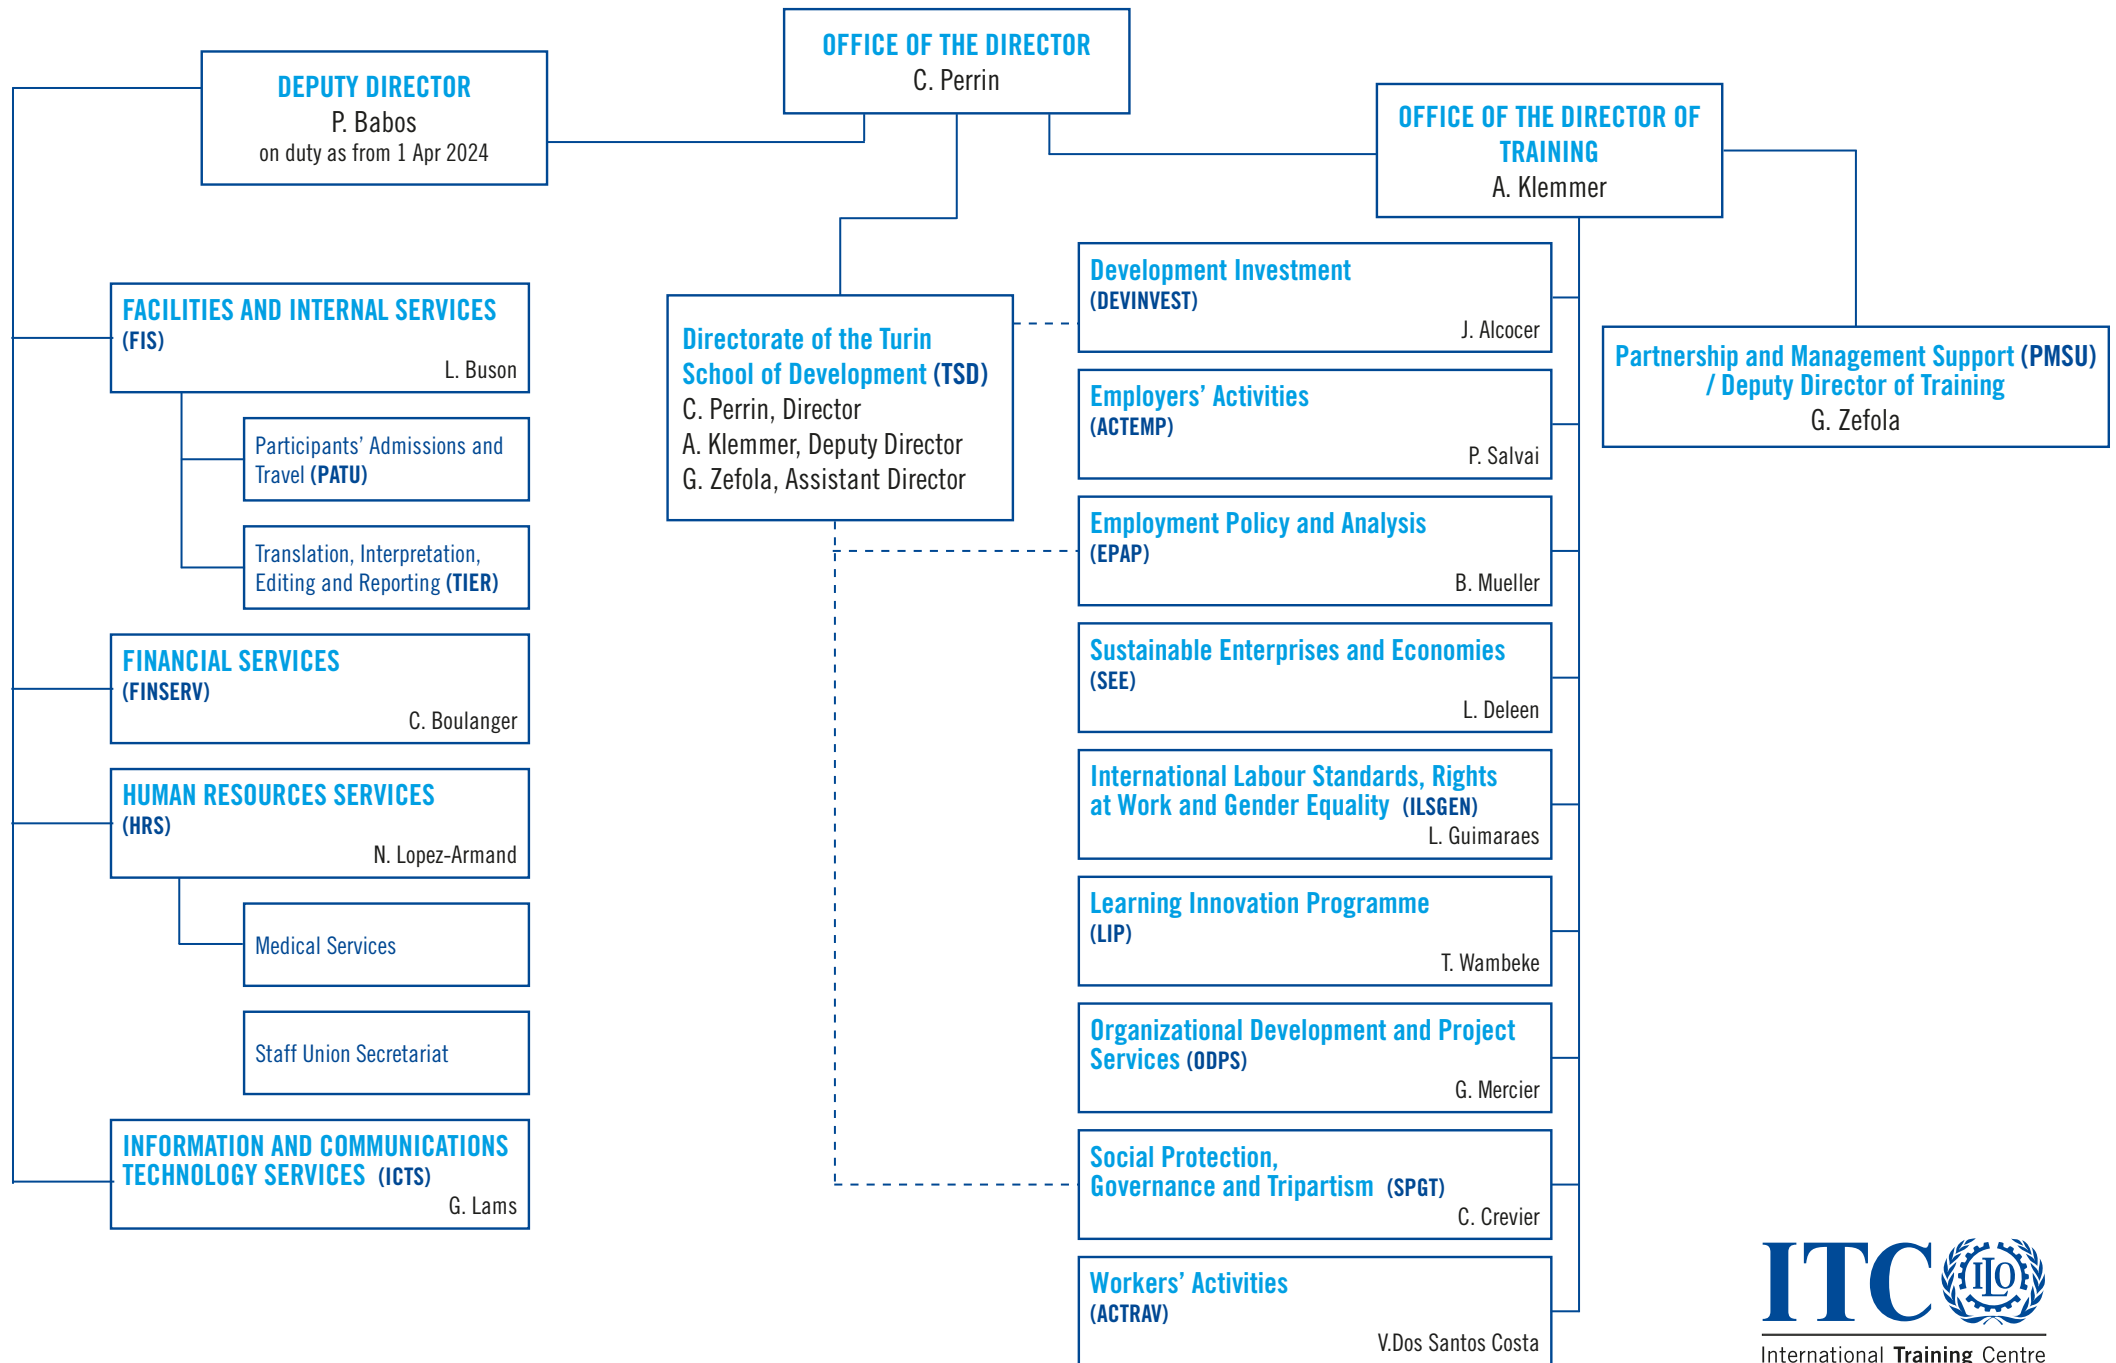 OFFICE OF THE DIRECTOR
C. Perrin
DEPUTY DIRECTOR
P. Babos
on duty as from 1 Apr 2024
OFFICE OF THE DIRECTOR OF
TRAINING
A. Klemmer
FACILITIES AND INTERNAL SERVICES
(FIS)
L. Buson
Participants’ Admissions and
Travel (PATU)
Translation, Interpretation,
Editing and Reporting (TIER)
FINANCIAL SERVICES
(FINSERV)
C. Boulanger
HUMAN RESOURCES SERVICES
(HRS)
N. Lopez-Armand
Medical Services
Staff Union Secretariat
INFORMATION AND COMMUNICATIONS
TECHNOLOGY SERVICES (ICTS)
G. Lams
Directorate of the Turin
School of Development (TSD)
C. Perrin, Director
A. Klemmer, Deputy Director
G. Zefola, Assistant Director
Development Investment
(DEVINVEST)
J. Alcocer
Employers’ Activities
(ACTEMP)
P. Salvai
Employment Policy and Analysis
(EPAP)
B. Mueller
Sustainable Enterprises and Economies
(SEE)
L. Deleen
International Labour Standards, Rights
at Work and Gender Equality (ILSGEN)
L. Guimaraes
Learning Innovation Programme
(LIP)
T. Wambeke
Organizational Development and Project
Services (ODPS)
G. Mercier
Social Protection,
Governance and Tripartism (SPGT)
C. Crevier
Workers’ Activities
(ACTRAV)
V.Dos Santos Costa
Partnership and Management Support (PMSU)
/ Deputy Director of Training
G. Zefola
ITC ILO
International Training Centre